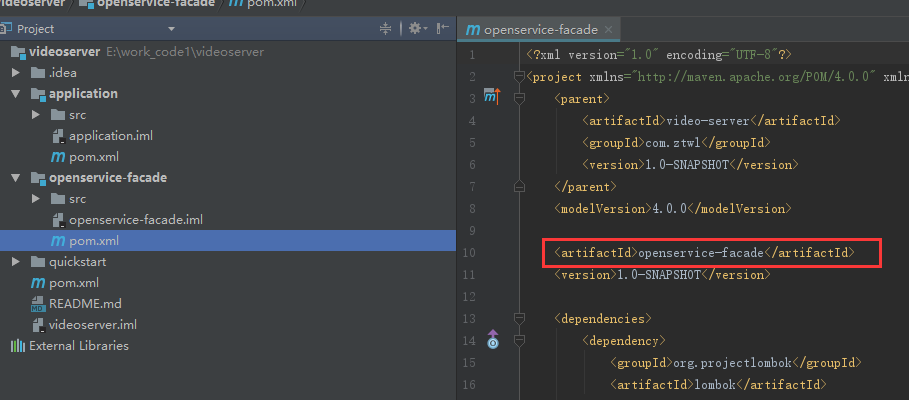 videoserver openservice-facade pom.xml
Project
videoserver E:\work_code1\videoserver
.idea
application
src
application.iml
pom.xml
openservice-facade
src
openservice-facade.iml
pom.xml
quickstart
pom.xml
README.md
videoserver.iml
External Libraries
openservice-facade
1 <?xml version="1.0" encoding="UTF-8"?>
2 <project xmlns="http://maven.apache.org/POM/4.0.0" xmln
3 <parent>
4 <artifactId>video-server</artifactId>
5 <groupId>com.ztwl</groupId>
6 <version>1.0-SNAPSHOT</version>
7 </parent>
8 <modelVersion>4.0.0</modelVersion>
9
10 <artifactId>openservice-facade</artifactId>
11 <version>1.0-SNAPSHOT</version>
12
13 <dependencies>
14 <dependency>
15 <groupId>org.projectlombok</groupId>
16 <artifactId>lombok</artifactId>